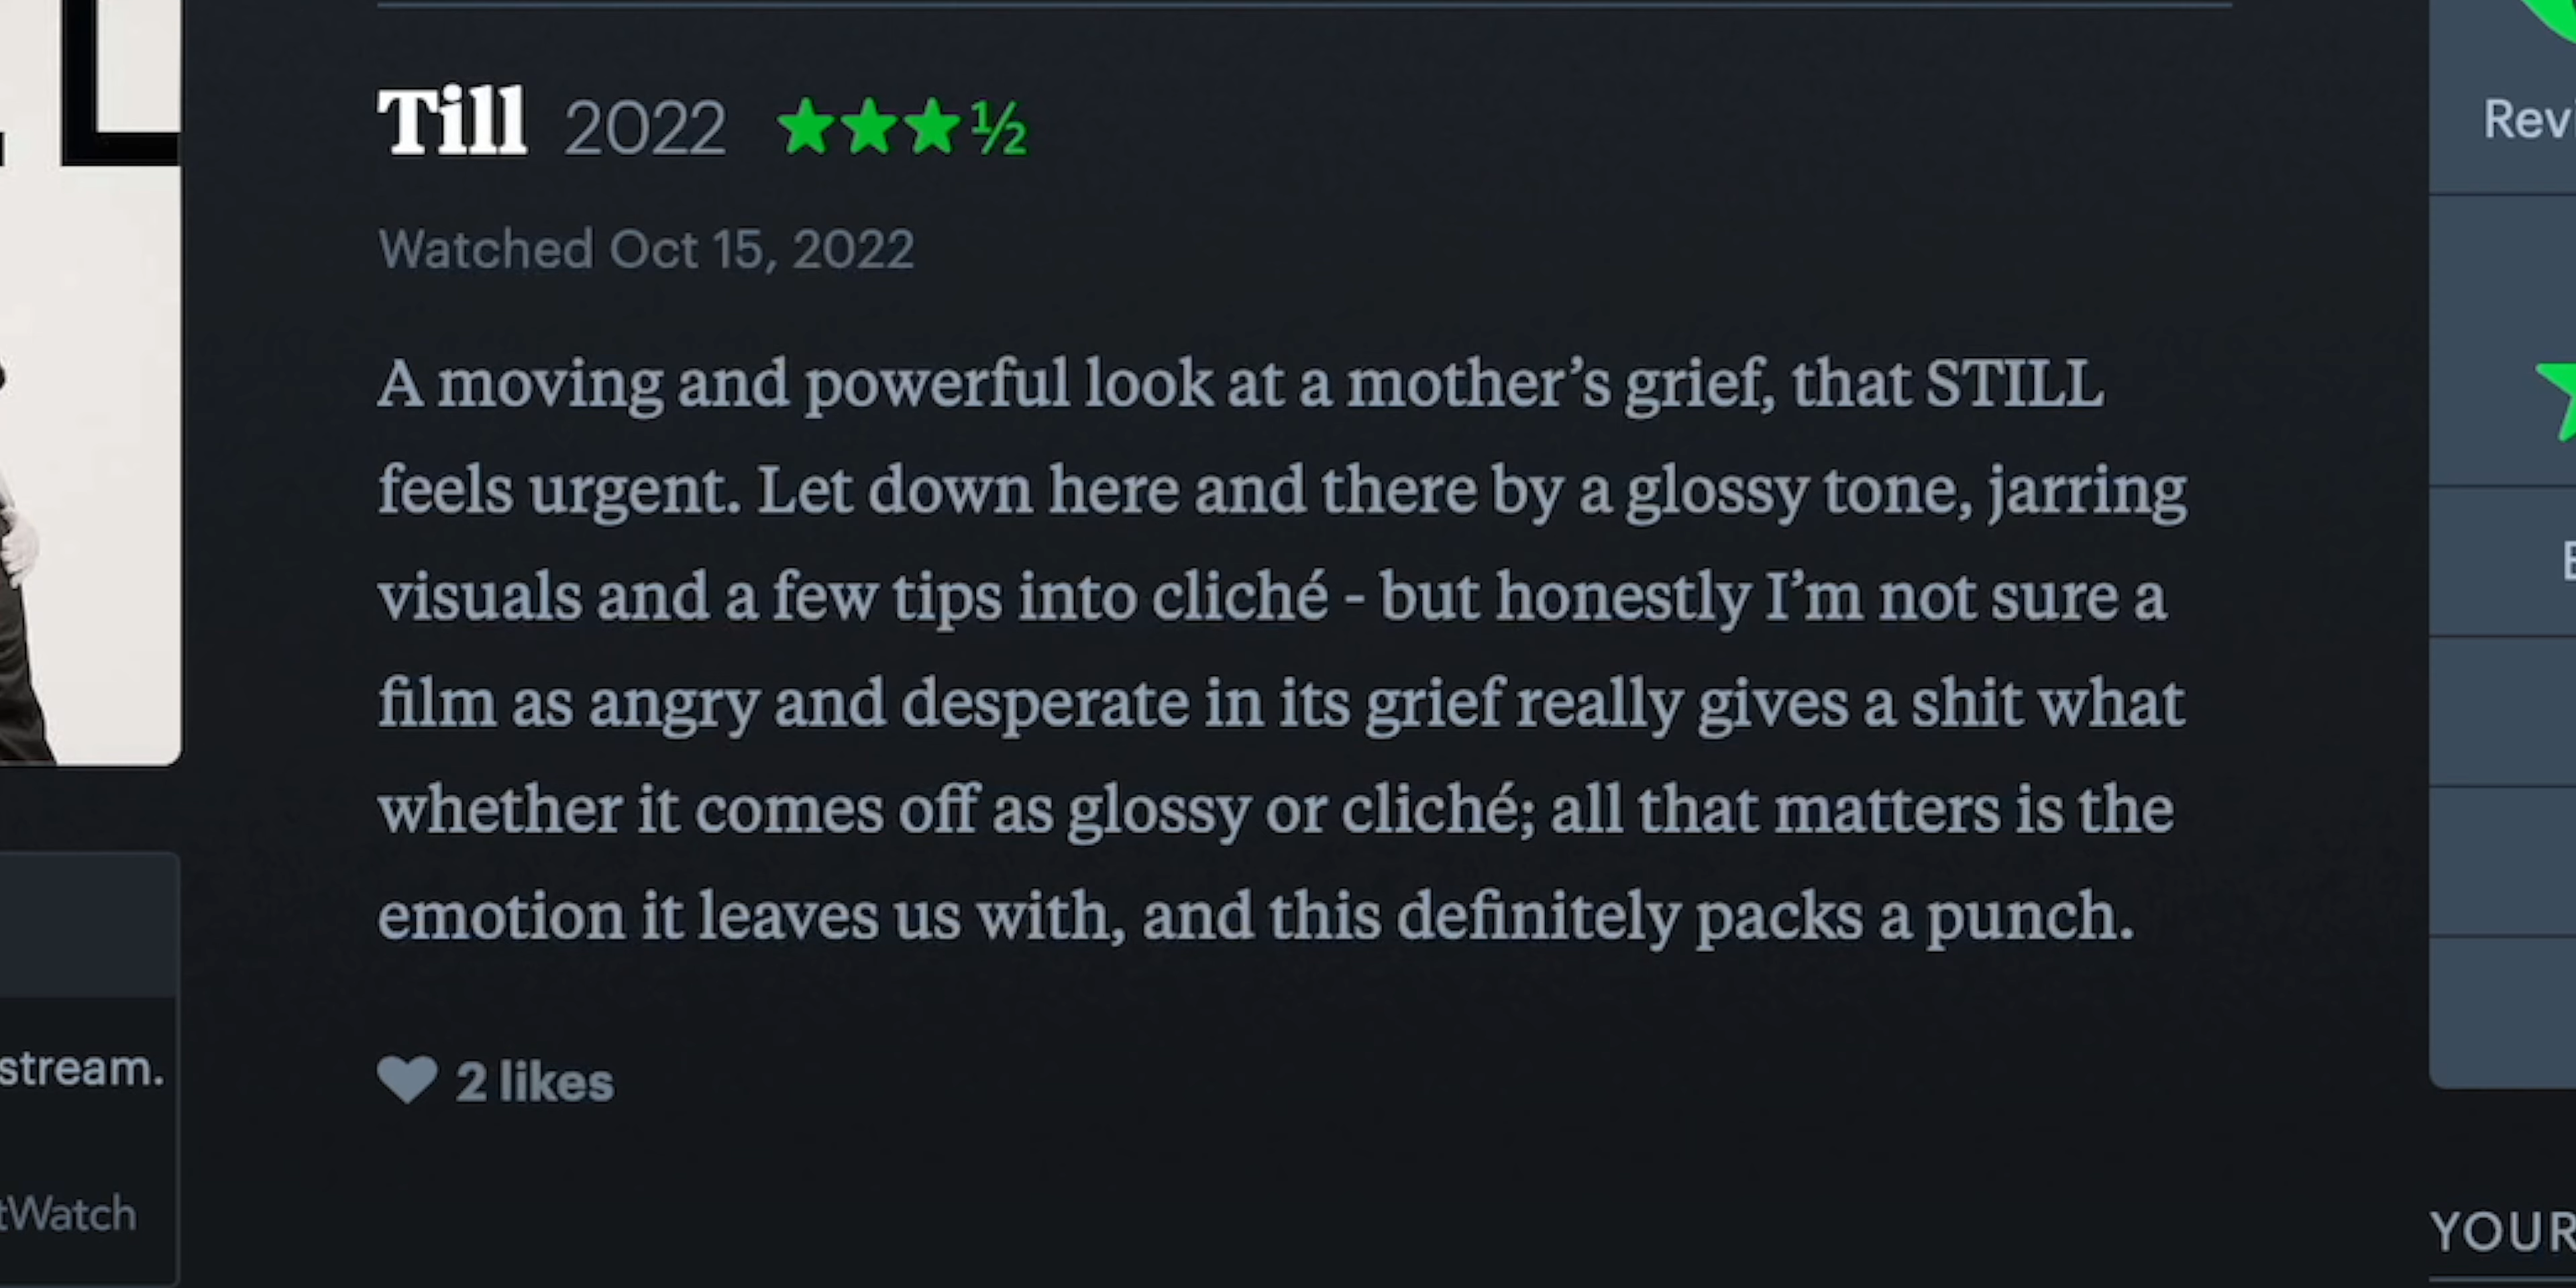 Till 2022 ★★★½
Watched Oct 15, 2022
A moving and powerful look at a mother’s grief, that STILL
feels urgent. Let down here and there by a glossy tone, jarring
visuals and a few tips into cliché - but honestly I’m not sure a
film as angry and desperate in its grief really gives a shit what
whether it comes off as glossy or cliché; all that matters is the
emotion it leaves us with, and this definitely packs a punch.
2 likes
stream.
YOUR